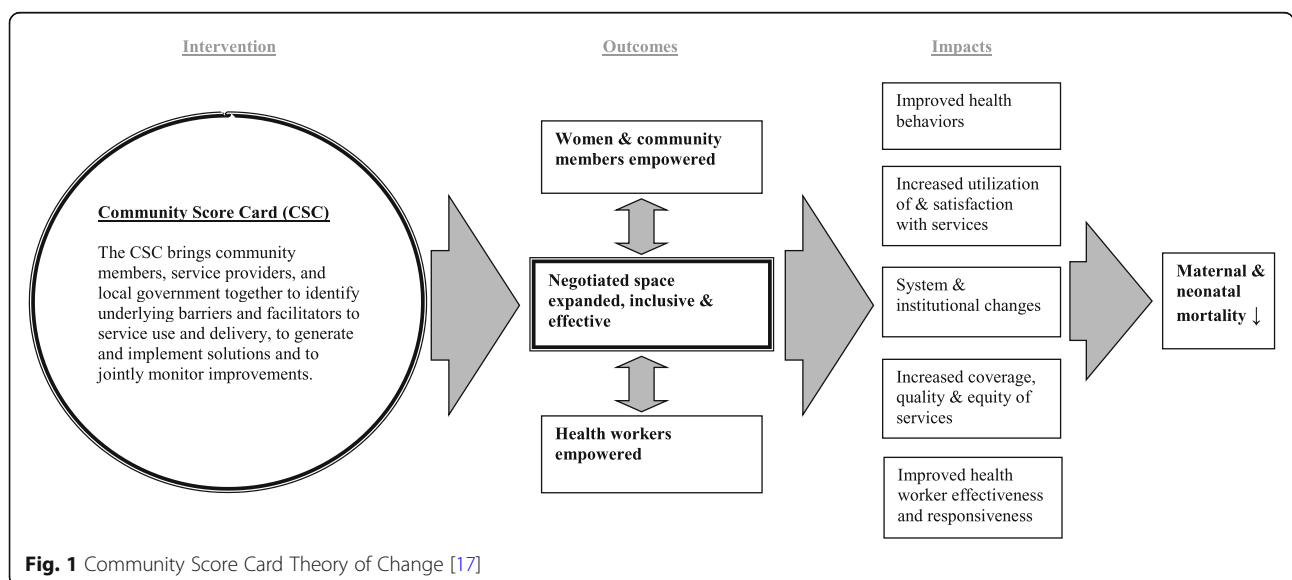 Intervention
Outcomes
Impacts
Community Score Card (CSC)
The CSC brings community
members, service providers, and
local government together to identify
underlying barriers and facilitators to
service use and delivery, to generate
and implement solutions and to
jointly monitor improvements.
Women & community
members empowered
Negotiated space
expanded, inclusive &
effective
Health workers
empowered
Improved health
behaviors
Increased utilization
of & satisfaction
with services
System &
institutional changes
Increased coverage,
quality & equity of
services
Improved health
worker effectiveness
and responsiveness
Maternal &
neonatal
mortality ↓
Fig. 1 Community Score Card Theory of Change [17]